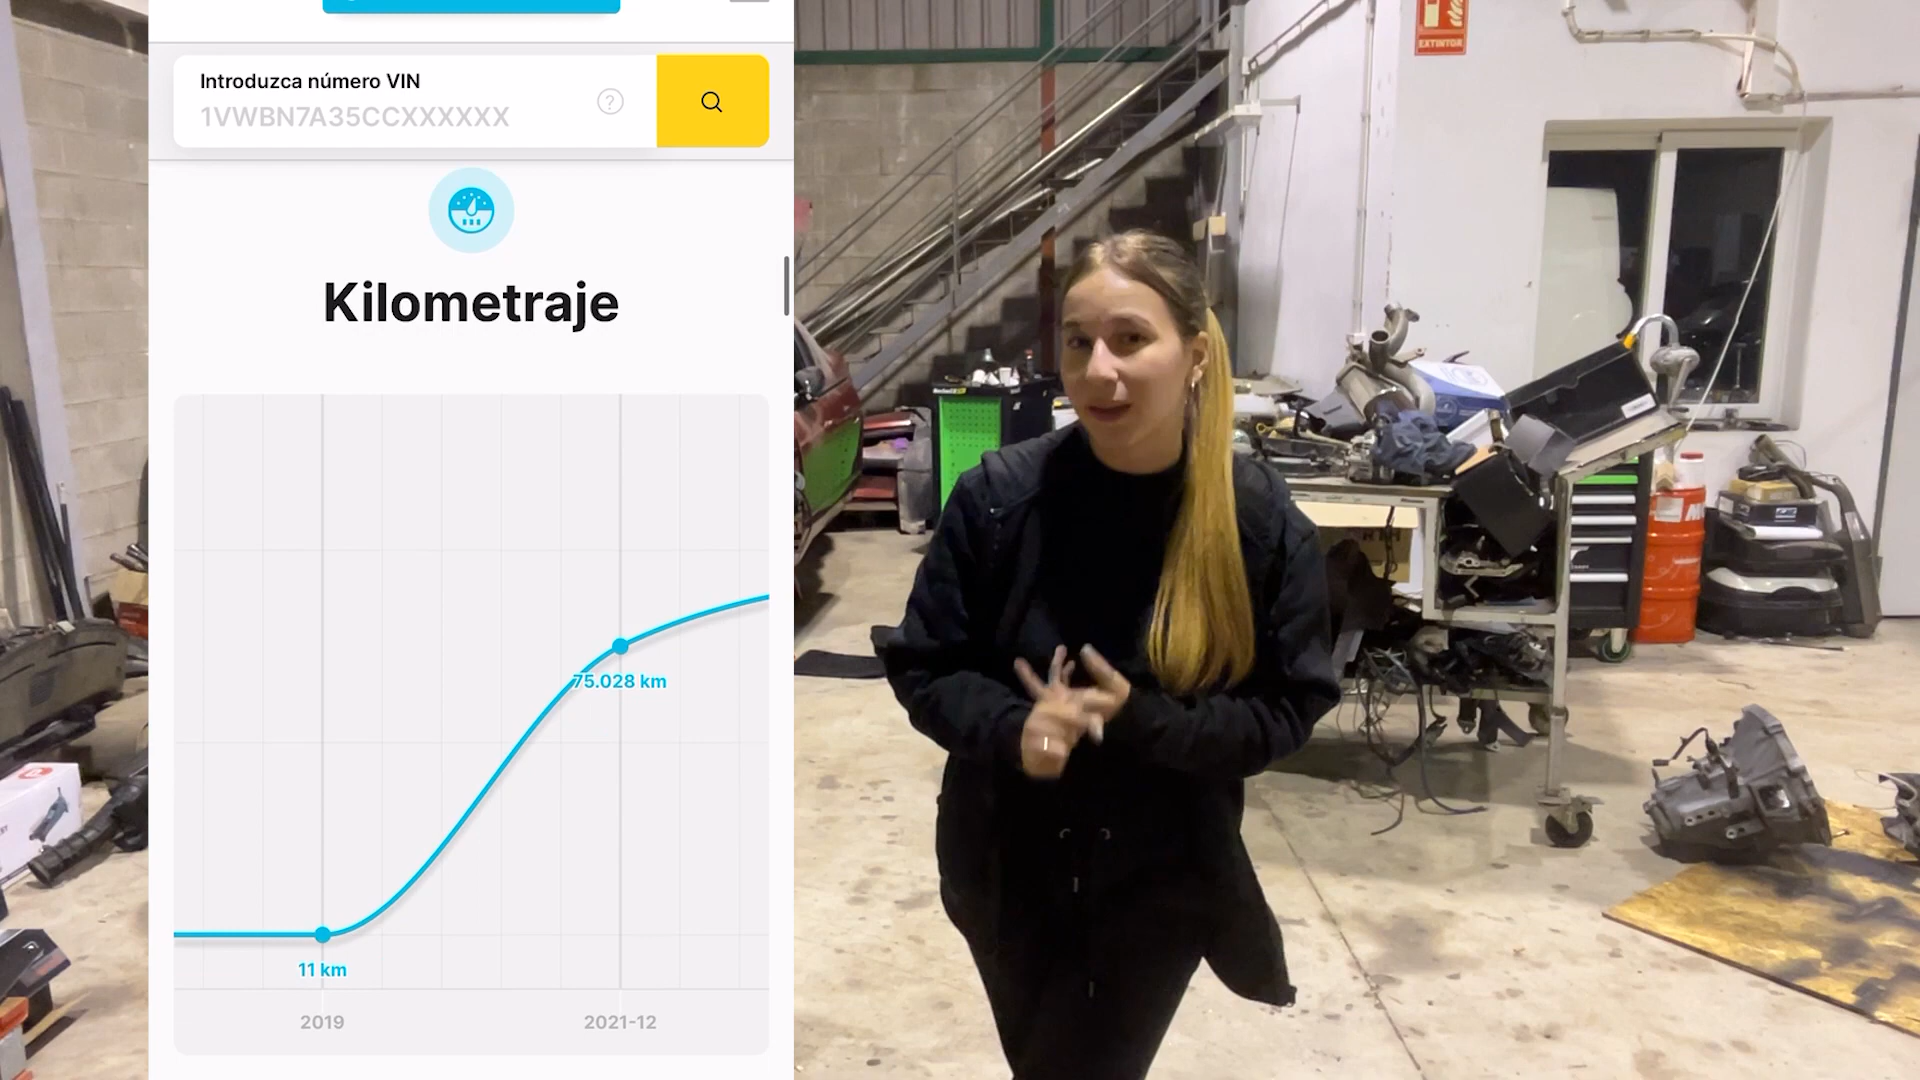 Introduzca número VIN
1VWBN7A35CCXXXXXX
Kilometraje
75.028 km
11 km
2019
2021-12
EXTINTOR